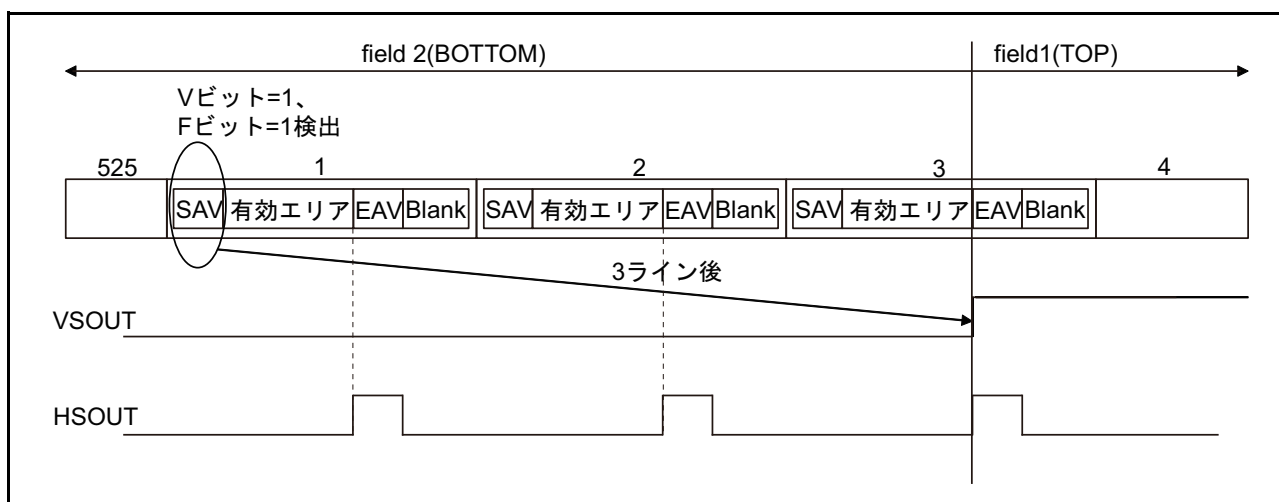 field 2(BOTTOM)
field1(TOP)
Vビット=1、
Fビット=1検出
525
1
2
3
4
SAV 有効エリア EAV Blank
SAV 有効エリア EAV Blank
SAV 有効エリア EAV Blank
3ライン後
VSOUT
HSOUT